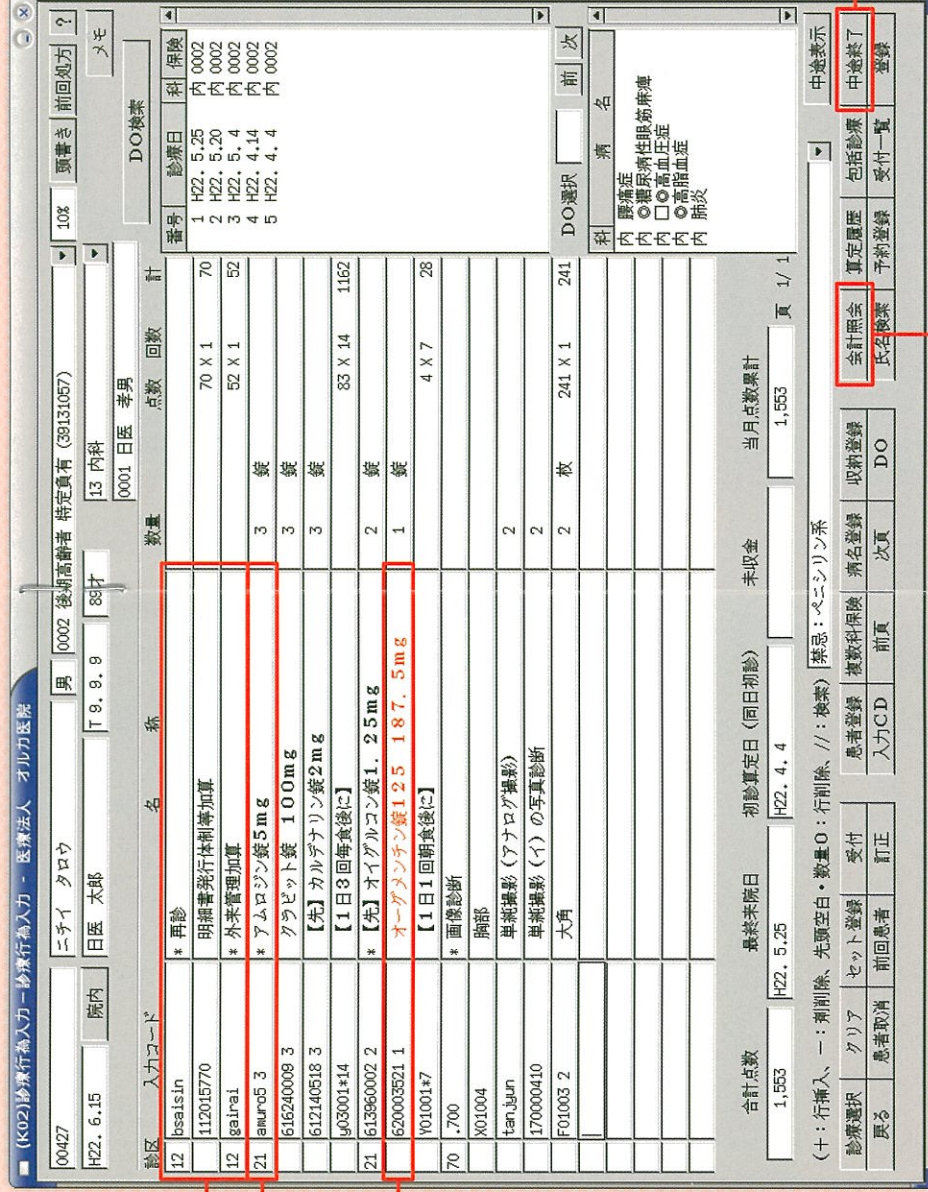 (K02)診療行為入力－診療行為入力 - 医療法人 オルカ医院
00427 ニチイ タロウ 男 0002 後期高齢者 特定負有 (39131057) 10% 頭書き 前回処方 ?
H22. 6.15 院内 日医 太郎 T 9. 9. 9 89才 13 内科 メモ
0001 日医 孝男 DO検索
診区 入力コード 名 称 数量 点数 回数 計
12 bsaisin * 再診
112015770 明細書発行体制等加算 70 X 1 70
12 gairai * 外来管理加算 52 X 1 52
21 amuro5 3 * アムロジン錠5mg 3 錠
616240009 3 クラビット錠 100mg 3 錠
612140518 3 【先】カルデナリン錠2mg 3 錠
y03001*14 【1日3回毎食後に】 83 X 14 1162
21 613960002 2 * 【先】オイグルコン錠1. 25mg 2 錠
620003521 1 オーグメンチン錠125 187. 5mg 1 錠
Y01001*7 【1日1回朝食後に】 4 X 7 28
70 .700 * 画像診断
X01004 胸部
tanjyun 単純撮影（アナログ撮影） 2
170000410 単純撮影（イ）の写真診断 2
F01003 2 大角 2 枚 241 X 1 241
番号 診療日 科 保険
1 H22. 5.25 内 0002
2 H22. 5.20 内 0002
3 H22. 5. 4 内 0002
4 H22. 4.14 内 0002
5 H22. 4. 4 内 0002
DO選択 前 次
科 病 名
内 腰痛症
内 ◎糖尿病性眼筋麻痺
内 □◎高血圧症
内 ◎高脂血症
内 肺炎
合計点数 最終来院日 初診算定日（同日初診） 未収金 当月点数累計 頁 1/ 1
1,553 H22. 5.25 H22. 4. 4 1,553
中途表示
(＋：行挿入、－：剤削除、先頭空白・数量０：行削除、//：検索) 禁忌：ペニシリン系
診療選択 クリア セット登録 受付 患者登録 複数科保険 病名登録 収納登録 会計照会 算定履歴 包括診療 中途終了
戻る 患者取消 前回患者 訂正 入力CD 前頁 次頁 DO 氏名検索 予約登録 受付一覧 登録